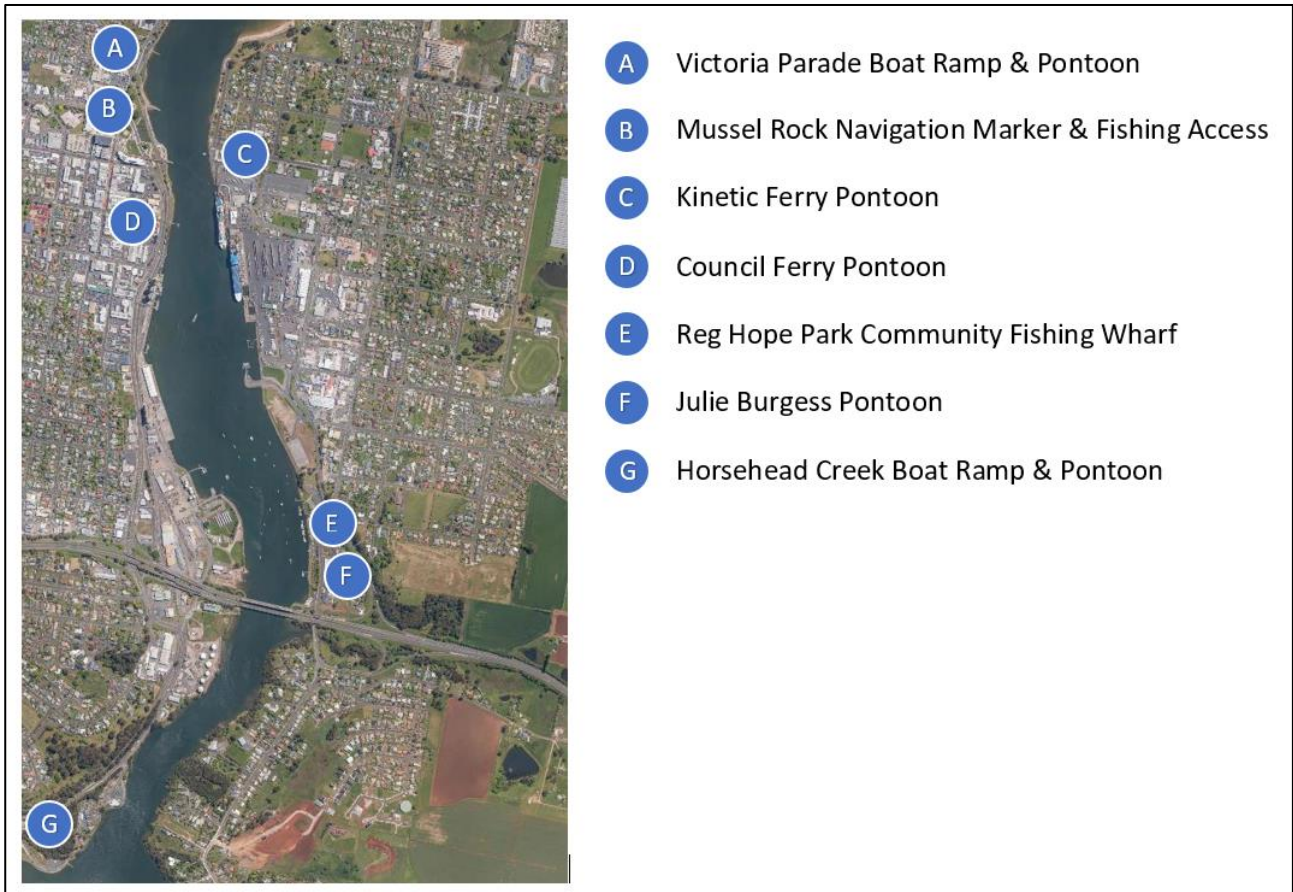 A
B
C
D
E
F
G
A Victoria Parade Boat Ramp & Pontoon
B Mussel Rock Navigation Marker & Fishing Access
C Kinetic Ferry Pontoon
D Council Ferry Pontoon
E Reg Hope Park Community Fishing Wharf
F Julie Burgess Pontoon
G Horsehead Creek Boat Ramp & Pontoon